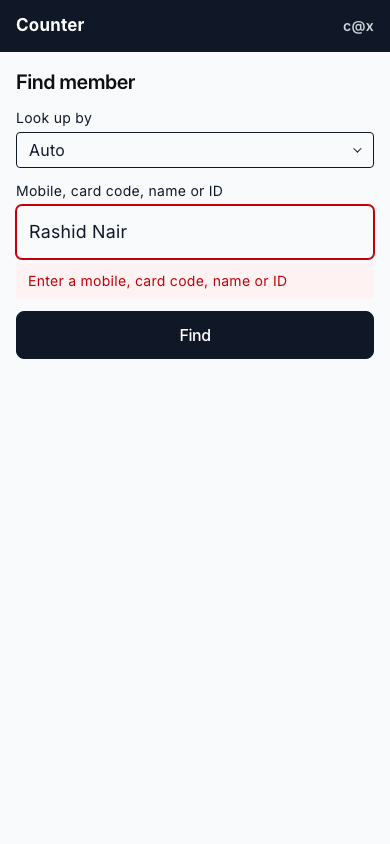 Counter
c@x
Find member
Look up by
Auto
Mobile, card code, name or ID
Rashid Nair
Enter a mobile, card code, name or ID
Find